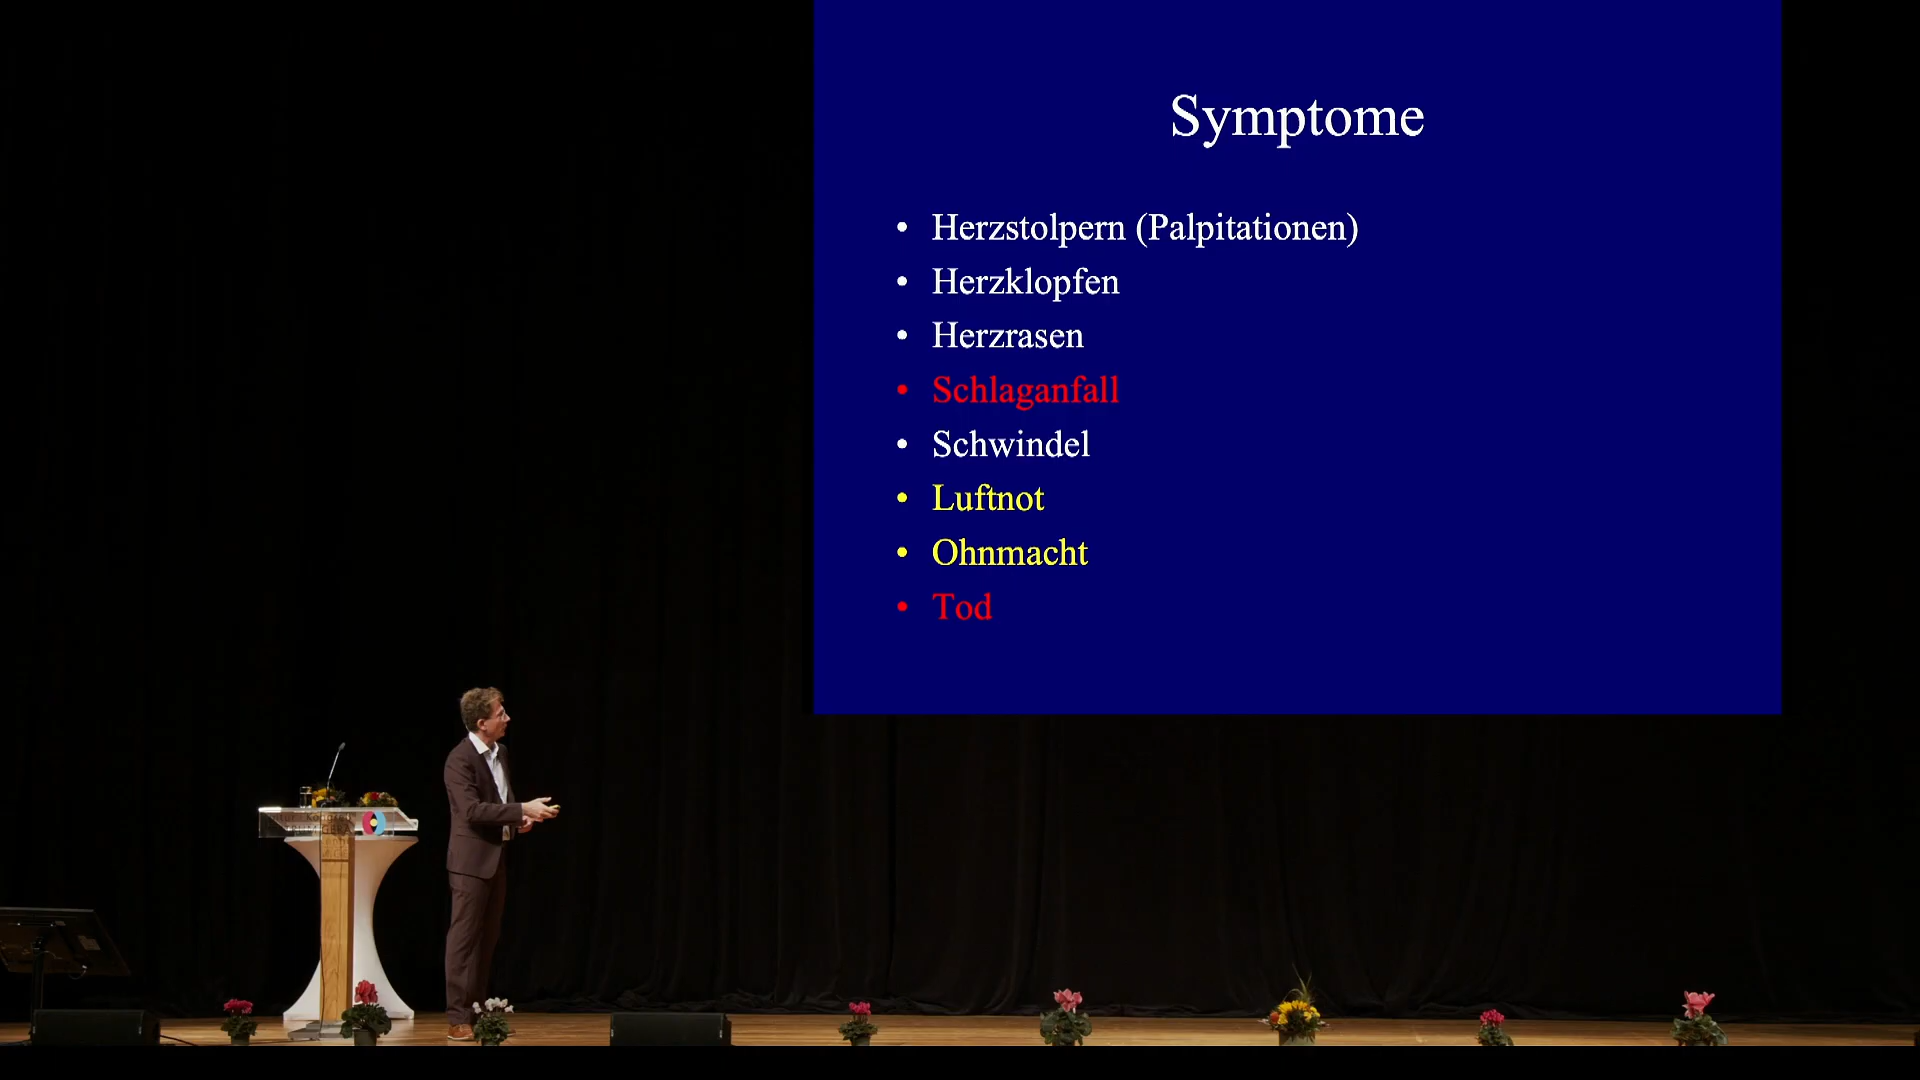 Symptome
• Herzstolpern (Palpitationen)
• Herzklopfen
• Herzrasen
• Schlaganfall
• Schwindel
• Luftnot
• Ohnmacht
• Tod